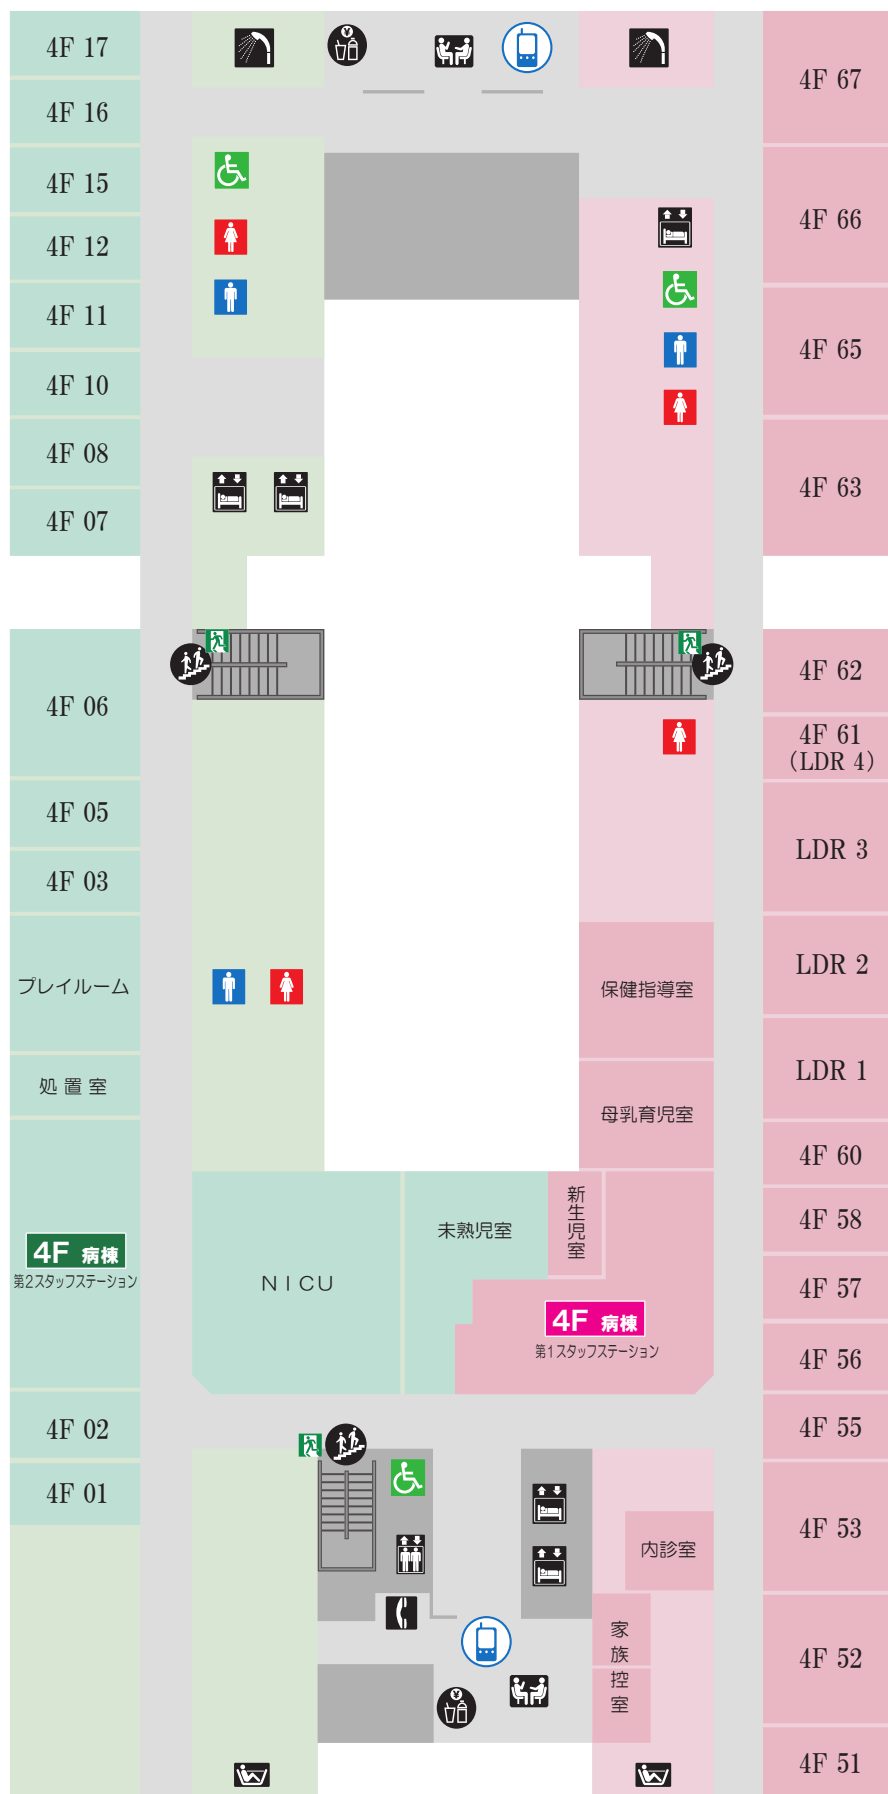 4F 17
4F 16
4F 15
4F 12
4F 11
4F 10
4F 08
4F 07
4F 06
4F 05
4F 03
プレイルーム
処置室
4F 病棟
第2スタッフステーション
4F 02
4F 01
¥
NICU
未熟児室
新生児室
4F 病棟
第1スタッフステーション
保健指導室
母乳育児室
内診室
家族控室
¥
4F 67
4F 66
4F 65
4F 63
4F 62
4F 61
(LDR 4)
LDR 3
LDR 2
LDR 1
4F 60
4F 58
4F 57
4F 56
4F 55
4F 53
4F 52
4F 51